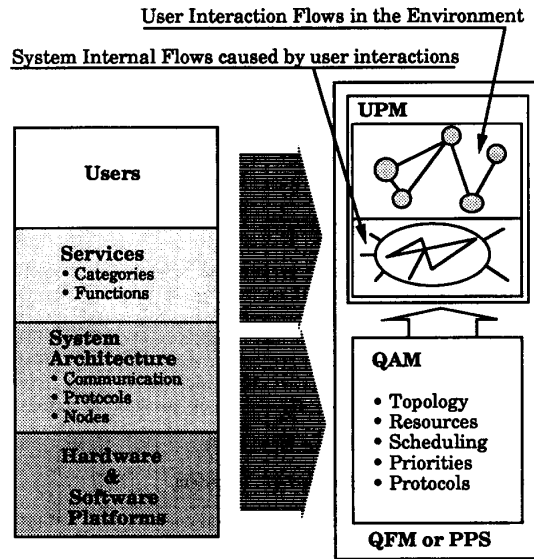 User Interaction Flows in the Environment
System Internal Flows caused by user interactions
Users
Services
• Categories
• Functions
System
Architecture
• Communication
• Protocols
• Nodes
Hardware
&
Software
Platforms
UPM
QAM
• Topology
• Resources
• Scheduling
• Priorities
• Protocols
QFM or PPS